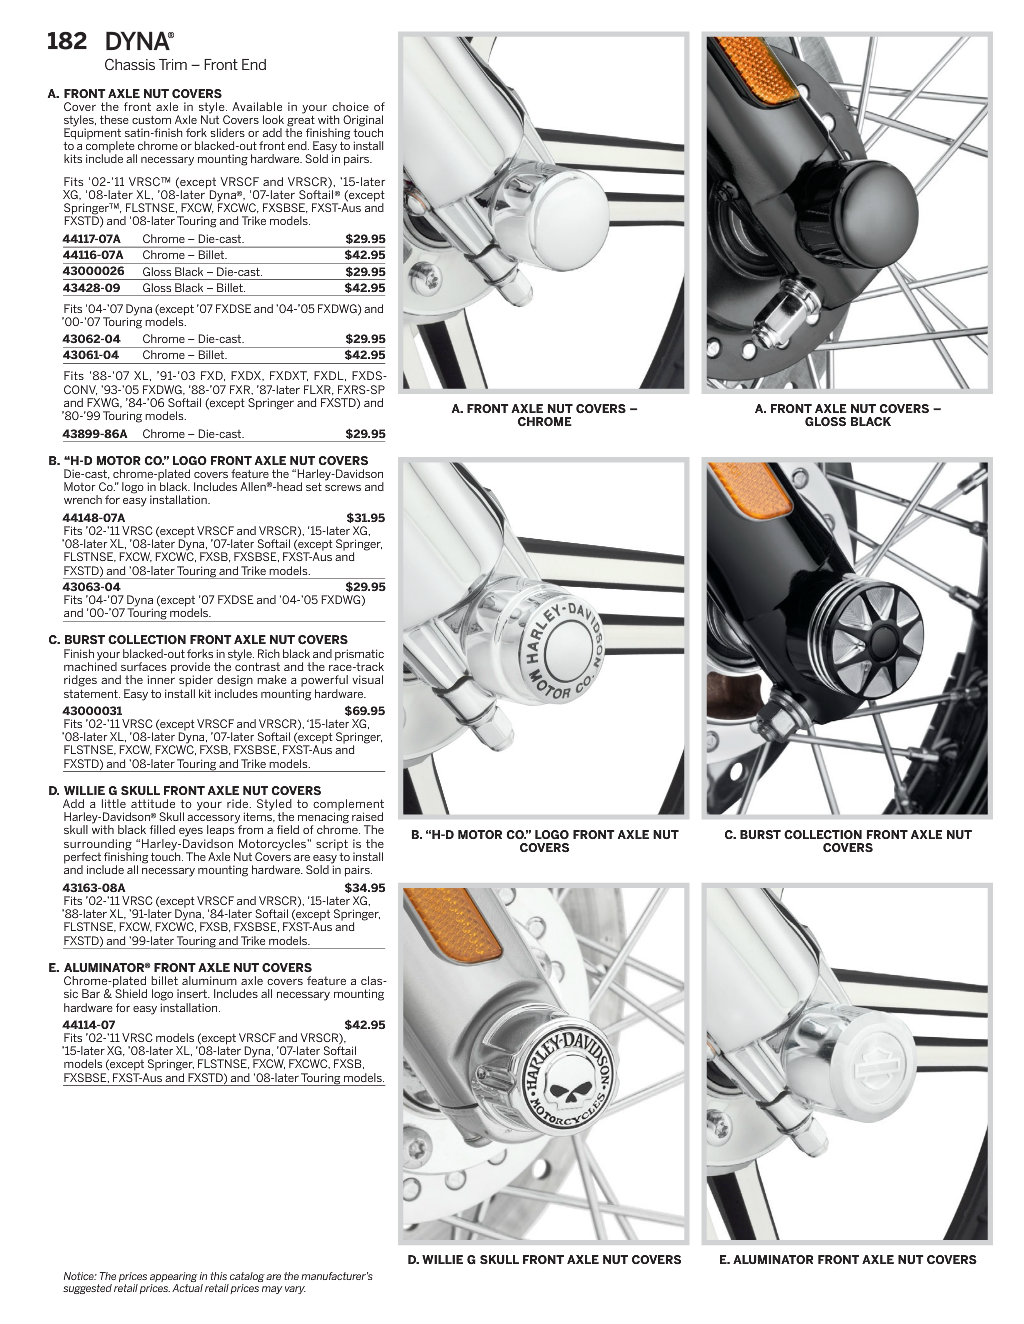 182 DYNA®
Chassis Trim – Front End
A. FRONT AXLE NUT COVERS
Cover the front axle in style. Available in your choice of
styles, these custom Axle Nut Covers look great with Original
Equipment satin-finish fork sliders or add the finishing touch
to a complete chrome or blacked-out front end. Easy to install
kits include all necessary mounting hardware. Sold in pairs.
Fits '02-'11 VRSC™ (except VRSCF and VRSCR), '15-later
XG, '08-later XL, '08-later Dyna®, '07-later Softail® (except
Springer™, FLSTNSE, FXCW, FXCWC, FXSBSE, FXST-Aus and
FXSTD) and '08-later Touring and Trike models.
44117-07A Chrome – Die-cast. $29.95
44116-07A Chrome – Billet. $42.95
43000026 Gloss Black – Die-cast. $29.95
43428-09 Gloss Black – Billet. $42.95
Fits '04-'07 Dyna (except '07 FXDSE and '04-'05 FXDWG) and
'00-'07 Touring models.
43062-04 Chrome – Die-cast. $29.95
43061-04 Chrome – Billet. $42.95
Fits '88-'07 XL, '91-'03 FXD, FXDX, FXDXT, FXDL, FXDS-
CONV, '93-'05 FXDWG, '88-'07 FXR, '87-later FLXR, FXRS-SP
and FXWG, '84-'06 Softail (except Springer and FXSTD) and
'80-'99 Touring models.
43899-86A Chrome – Die-cast. $29.95
B. “H-D MOTOR CO.” LOGO FRONT AXLE NUT COVERS
Die-cast, chrome-plated covers feature the “Harley-Davidson
Motor Co.” logo in black. Includes Allen®-head set screws and
wrench for easy installation.
44148-07A $31.95
Fits '02-'11 VRSC (except VRSCF and VRSCR), '15-later XG,
'08-later XL, '08-later Dyna, '07-later Softail (except Springer,
FLSTNSE, FXCW, FXCWC, FXSB, FXSBSE, FXST-Aus and
FXSTD) and '08-later Touring and Trike models.
43063-04 $29.95
Fits '04-'07 Dyna (except '07 FXDSE and '04-'05 FXDWG)
and '00-'07 Touring models.
C. BURST COLLECTION FRONT AXLE NUT COVERS
Finish your blacked-out forks in style. Rich black and prismatic
machined surfaces provide the contrast and the race-track
ridges and the inner spider design make a powerful visual
statement. Easy to install kit includes mounting hardware.
43000031 $69.95
Fits '02-'11 VRSC (except VRSCF and VRSCR), '15-later XG,
'08-later XL, '08-later Dyna, '07-later Softail (except Springer,
FLSTNSE, FXCW, FXCWC, FXSB, FXSBSE, FXST-Aus and
FXSTD) and '08-later Touring and Trike models.
D. WILLIE G SKULL FRONT AXLE NUT COVERS
Add a little attitude to your ride. Styled to complement
Harley-Davidson® Skull accessory items, the menacing raised
skull with black filled eyes leaps from a field of chrome. The
surrounding “Harley-Davidson Motorcycles” script is the
perfect finishing touch. The Axle Nut Covers are easy to install
and include all necessary mounting hardware. Sold in pairs.
43163-08A $34.95
Fits '02-'11 VRSC (except VRSCF and VRSCR), '15-later XG,
'88-later XL, '91-later Dyna, '84-later Softail (except Springer,
FLSTNSE, FXCW, FXCWC, FXSB, FXSBSE, FXST-Aus and
FXSTD) and '99-later Touring and Trike models.
E. ALUMINATOR® FRONT AXLE NUT COVERS
Chrome-plated billet aluminum axle covers feature a clas-
sic Bar & Shield logo insert. Includes all necessary mounting
hardware for easy installation.
44114-07 $42.95
Fits '02-'11 VRSC models (except VRSCF and VRSCR),
'15-later XG, '08-later XL, '08-later Dyna, '07-later Softail
models (except Springer, FLSTNSE, FXCW, FXCWC, FXSB,
FXSBSE, FXST-Aus and FXSTD) and '08-later Touring models.
Notice: The prices appearing in this catalog are the manufacturer's
suggested retail prices. Actual retail prices may vary.
A. FRONT AXLE NUT COVERS –
CHROME
A. FRONT AXLE NUT COVERS –
GLOSS BLACK
HARLEY-DAVIDSON
MOTOR CO.
B. “H-D MOTOR CO.” LOGO FRONT AXLE NUT
COVERS
C. BURST COLLECTION FRONT AXLE NUT
COVERS
HARLEY-DAVIDSON
MOTORCYCLES
D. WILLIE G SKULL FRONT AXLE NUT COVERS
E. ALUMINATOR FRONT AXLE NUT COVERS